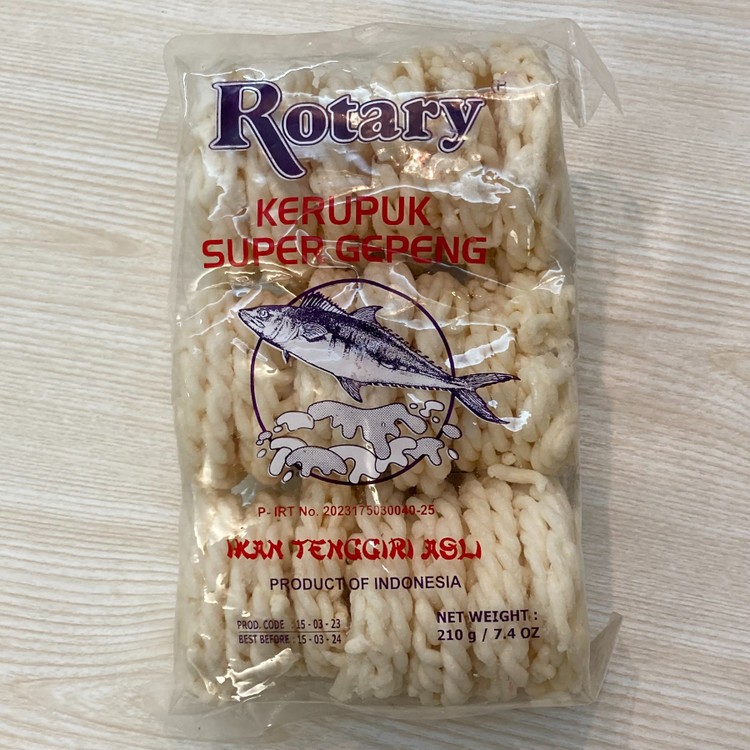 Rotary
KERUPUK
SUPER GEPENG
P-IRT No. 2023175030040-25
IKAN TENGGIRI ASLI
PRODUCT OF INDONESIA
PROD. CODE : 15 - 03 - 23
BEST BEFORE : 15 - 03 - 24
NET WEIGHT :
210 g / 7.4 OZ